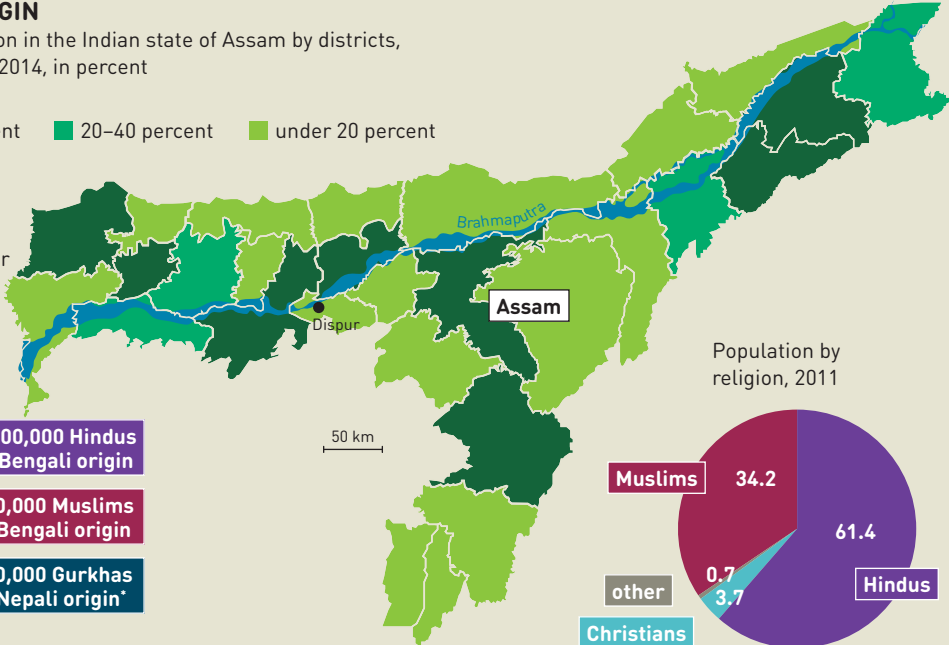 GIN
on in the Indian state of Assam by districts,
2014, in percent
ent 20–40 percent under 20 percent
r
Brahmaputra
Assam
Dispur
50 km
Population by
religion, 2011
00,000 Hindus
Bengali origin
0,000 Muslims
Bengali origin
0,000 Gurkhas
Nepali origin*
Muslims 34.2
61.4
Hindus
0.7
other
3.7
Christians